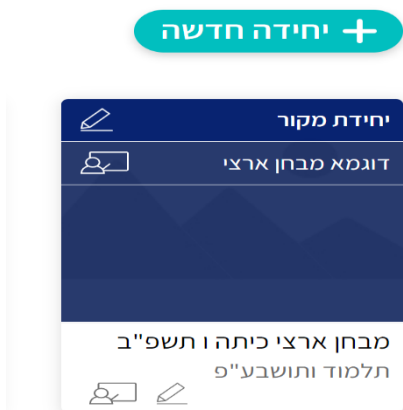 יחידה חדשה
יחידת מקור
דוגמא מבחן ארצי
מבחן ארצי כיתה ו תשפ"ב
תלמוד ותושבע"פ